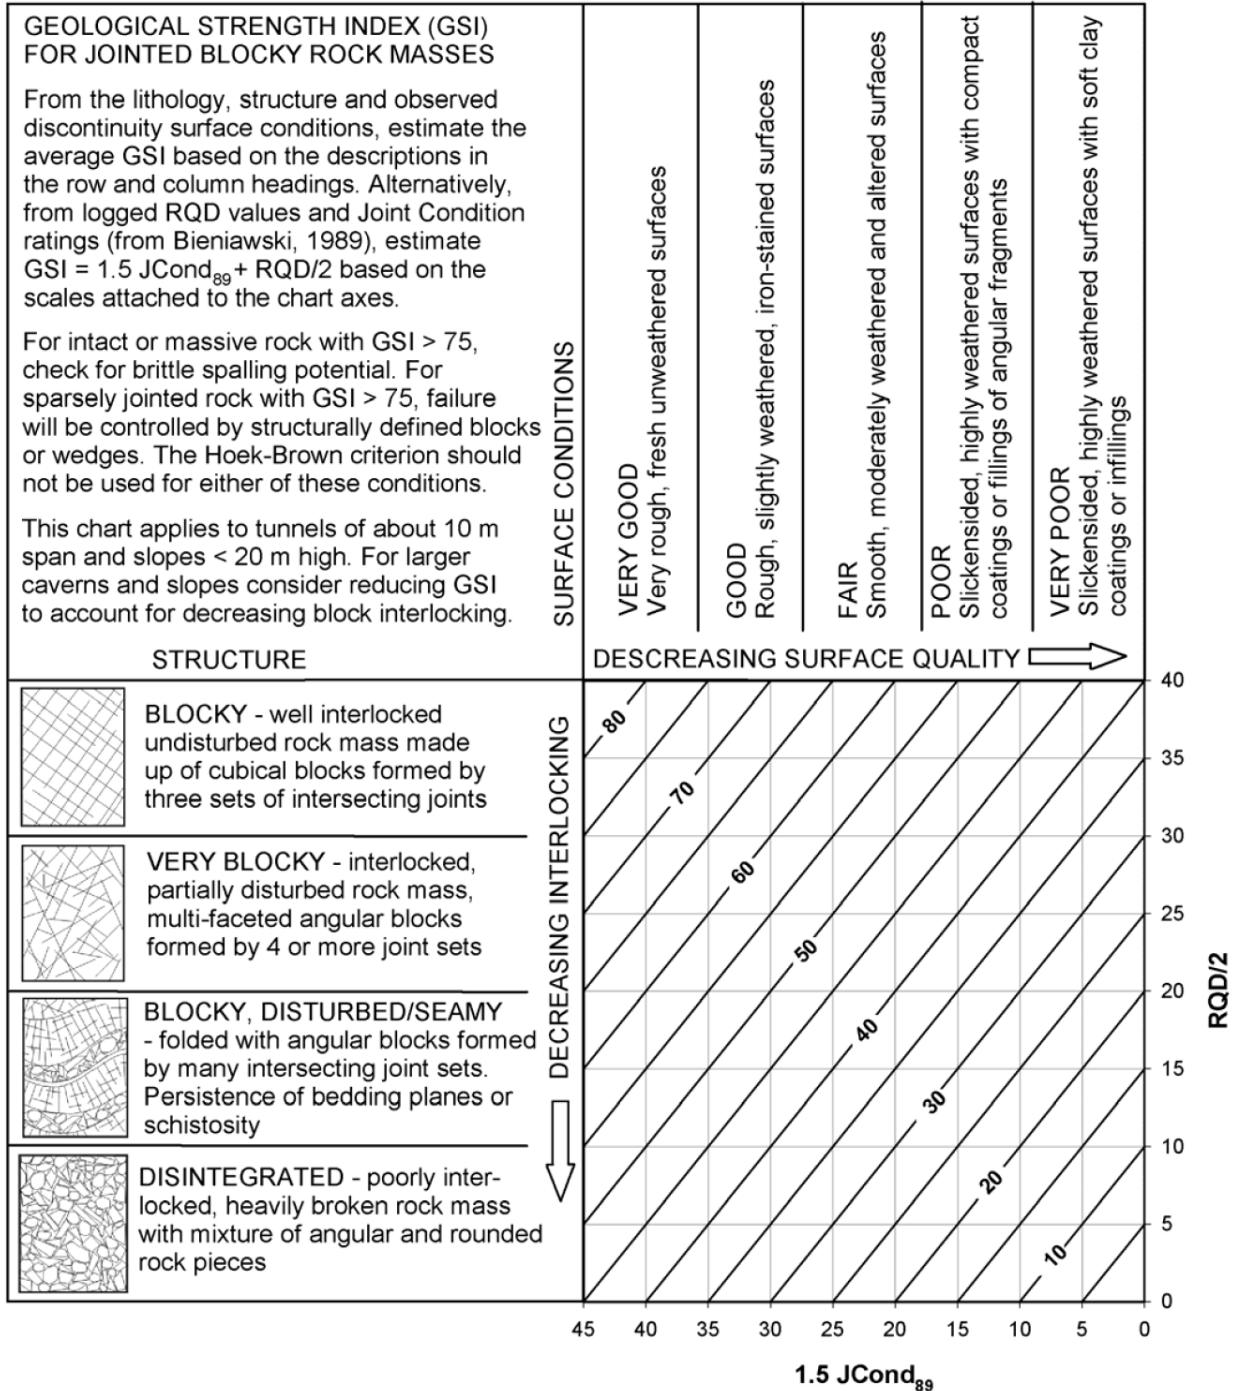 GEOLOGICAL STRENGTH INDEX (GSI)
FOR JOINTED BLOCKY ROCK MASSES
From the lithology, structure and observed
discontinuity surface conditions, estimate the
average GSI based on the descriptions in
the row and column headings. Alternatively,
from logged RQD values and Joint Condition
ratings (from Bieniawski, 1989), estimate
GSI = 1.5 JCond89 + RQD/2 based on the
scales attached to the chart axes.
For intact or massive rock with GSI > 75,
check for brittle spalling potential. For
sparsely jointed rock with GSI > 75, failure
will be controlled by structurally defined blocks
or wedges. The Hoek-Brown criterion should
not be used for either of these conditions.
This chart applies to tunnels of about 10 m
span and slopes < 20 m high. For larger
caverns and slopes consider reducing GSI
to account for decreasing block interlocking.
SURFACE CONDITIONS
VERY GOOD
Very rough, fresh unweathered surfaces
GOOD
Rough, slightly weathered, iron-stained surfaces
FAIR
Smooth, moderately weathered and altered surfaces
POOR
Slickensided, highly weathered surfaces with compact
coatings or fillings of angular fragments
VERY POOR
Slickensided, highly weathered surfaces with soft clay
coatings or infillings
STRUCTURE
DESCREASING SURFACE QUALITY
BLOCKY - well interlocked
undisturbed rock mass made
up of cubical blocks formed by
three sets of intersecting joints
VERY BLOCKY - interlocked,
partially disturbed rock mass,
multi-faceted angular blocks
formed by 4 or more joint sets
BLOCKY, DISTURBED/SEAMY
- folded with angular blocks formed
by many intersecting joint sets.
Persistence of bedding planes or
schistosity
DISINTEGRATED - poorly inter-
locked, heavily broken rock mass
with mixture of angular and rounded
rock pieces
DECREASING INTERLOCKING
80
70
60
50
40
30
20
10
40
35
30
25
20
15
10
5
0
RQD/2
45 40 35 30 25 20 15 10 5 0
1.5 JCond89